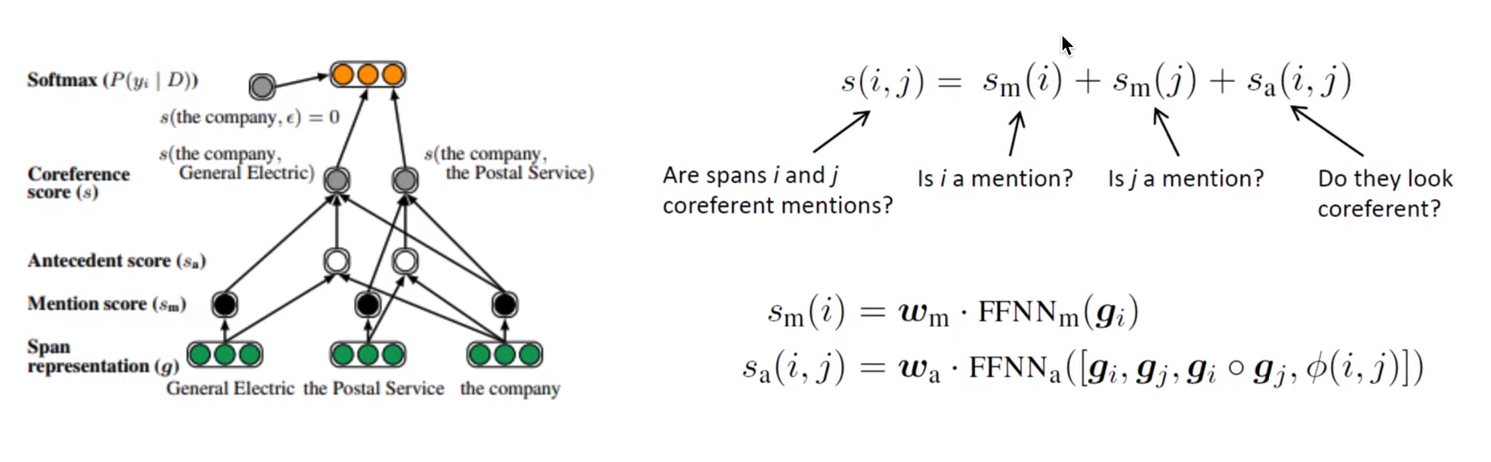 Softmax (P(yᵢ | D))
s(the company, ϵ) = 0
s(the company,
General Electric)
s(the company,
the Postal Service)
Coreference
score (s)
Antecedent score (sₐ)
Mention score (sₘ)
Span
representation (g)
General Electric the Postal Service the company
s(i, j) = sₘ(i) + sₘ(j) + sₐ(i, j)
Are spans i and j
coreferent mentions?
Is i a mention?
Is j a mention?
Do they look
coreferent?
sₘ(i) = wₘ · FFNNₘ(gᵢ)
sₐ(i, j) = wₐ · FFNNₐ([gᵢ, gⱼ, gᵢ ∘ gⱼ, ϕ(i, j)])